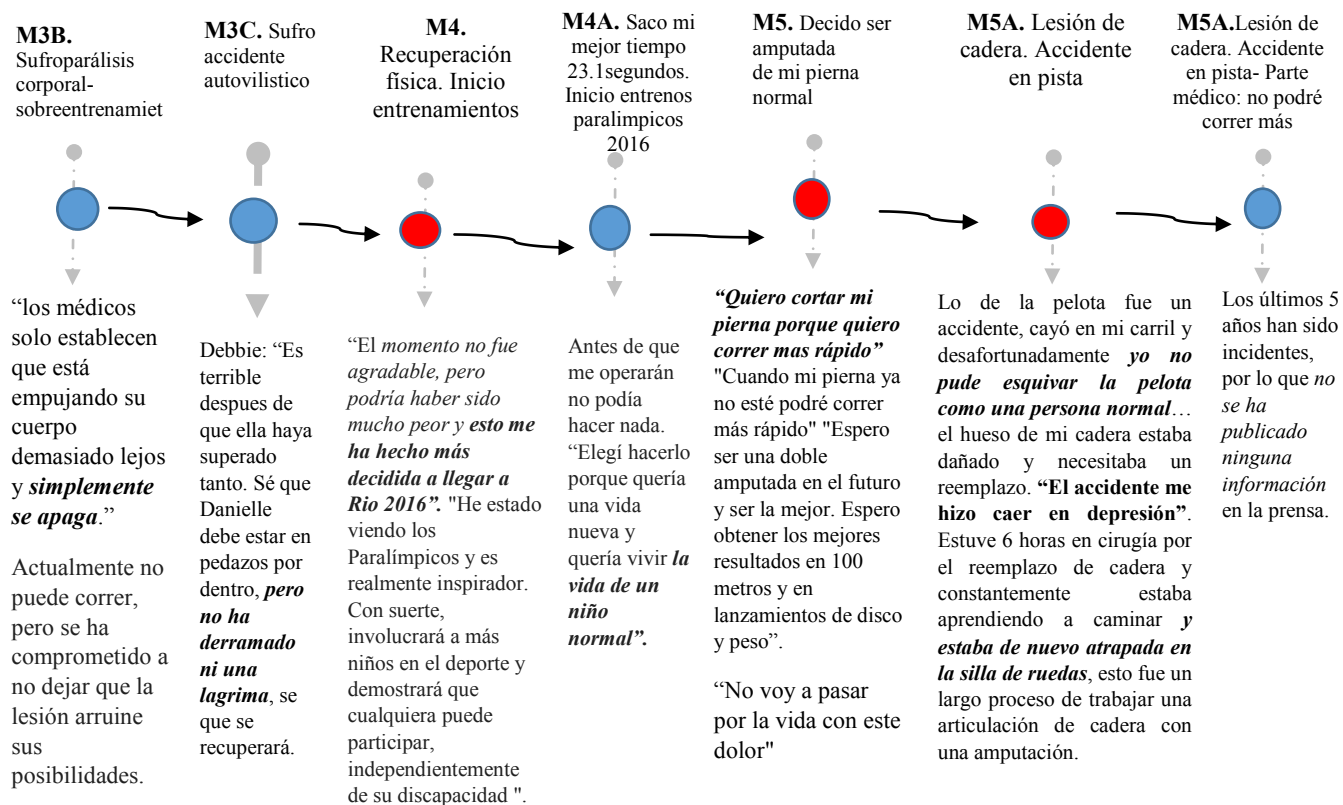 M3B.
Sufroparálisis
corporal-
sobreentrenamiet
M3C. Sufro
accidente
autovilistico
M4.
Recuperación
física. Inicio
entrenamientos
M4A. Saco mi
mejor tiempo
23.1segundos.
Inicio entrenos
paralimpicos
2016
M5. Decido ser
amputada
de mi pierna
normal
M5A. Lesión de
cadera. Accidente
en pista
M5A.Lesión de
cadera. Accidente
en pista- Parte
médico: no podré
correr más
“los médicos
solo establecen
que está
empujando su
cuerpo
demasiado lejos
y simplemente
se apaga.”
Actualmente no
puede correr,
pero se ha
comprometido a
no dejar que la
lesión arruine
sus
posibilidades.
Debbie: “Es
terrible
despues de
que ella haya
superado
tanto. Sé que
Danielle
debe estar en
pedazos por
dentro, pero
no ha
derramado
ni una
lagrima, se
que se
recuperará.
“El momento no fue
agradable, pero
podría haber sido
mucho peor y esto me
ha hecho más
decidida a llegar a
Rio 2016”. "He estado
viendo los
Paralímpicos y es
realmente inspirador.
Con suerte,
involucrará a más
niños en el deporte y
demostrará que
cualquiera puede
participar,
independientemente
de su discapacidad ".
Antes de que
me operarán
no podía
hacer nada.
“Elegí hacerlo
porque quería
una vida
nueva y
quería vivir la
vida de un
niño
normal”.
“Quiero cortar mi
pierna porque quiero
correr mas rápido”
"Cuando mi pierna ya
no esté podré correr
más rápido" "Espero
ser una doble
amputada en el futuro
y ser la mejor. Espero
obtener los mejores
resultados en 100
metros y en
lanzamientos de disco
y peso”.
“No voy a pasar
por la vida con este
dolor"
Lo de la pelota fue un
accidente, cayó en mi carril y
desafortunadamente yo no
pude esquivar la pelota
como una persona normal…
el hueso de mi cadera estaba
dañado y necesitaba un
reemplazo. “El accidente me
hizo caer en depresión”.
Estuve 6 horas en cirugía por
el reemplazo de cadera y
constantemente estaba
aprendiendo a caminar y
estaba de nuevo atrapada en
la silla de ruedas, esto fue un
largo proceso de trabajar una
articulación de cadera con
una amputación.
Los últimos 5
años han sido
incidentes,
por lo que no
se ha
publicado
ninguna
información
en la prensa.